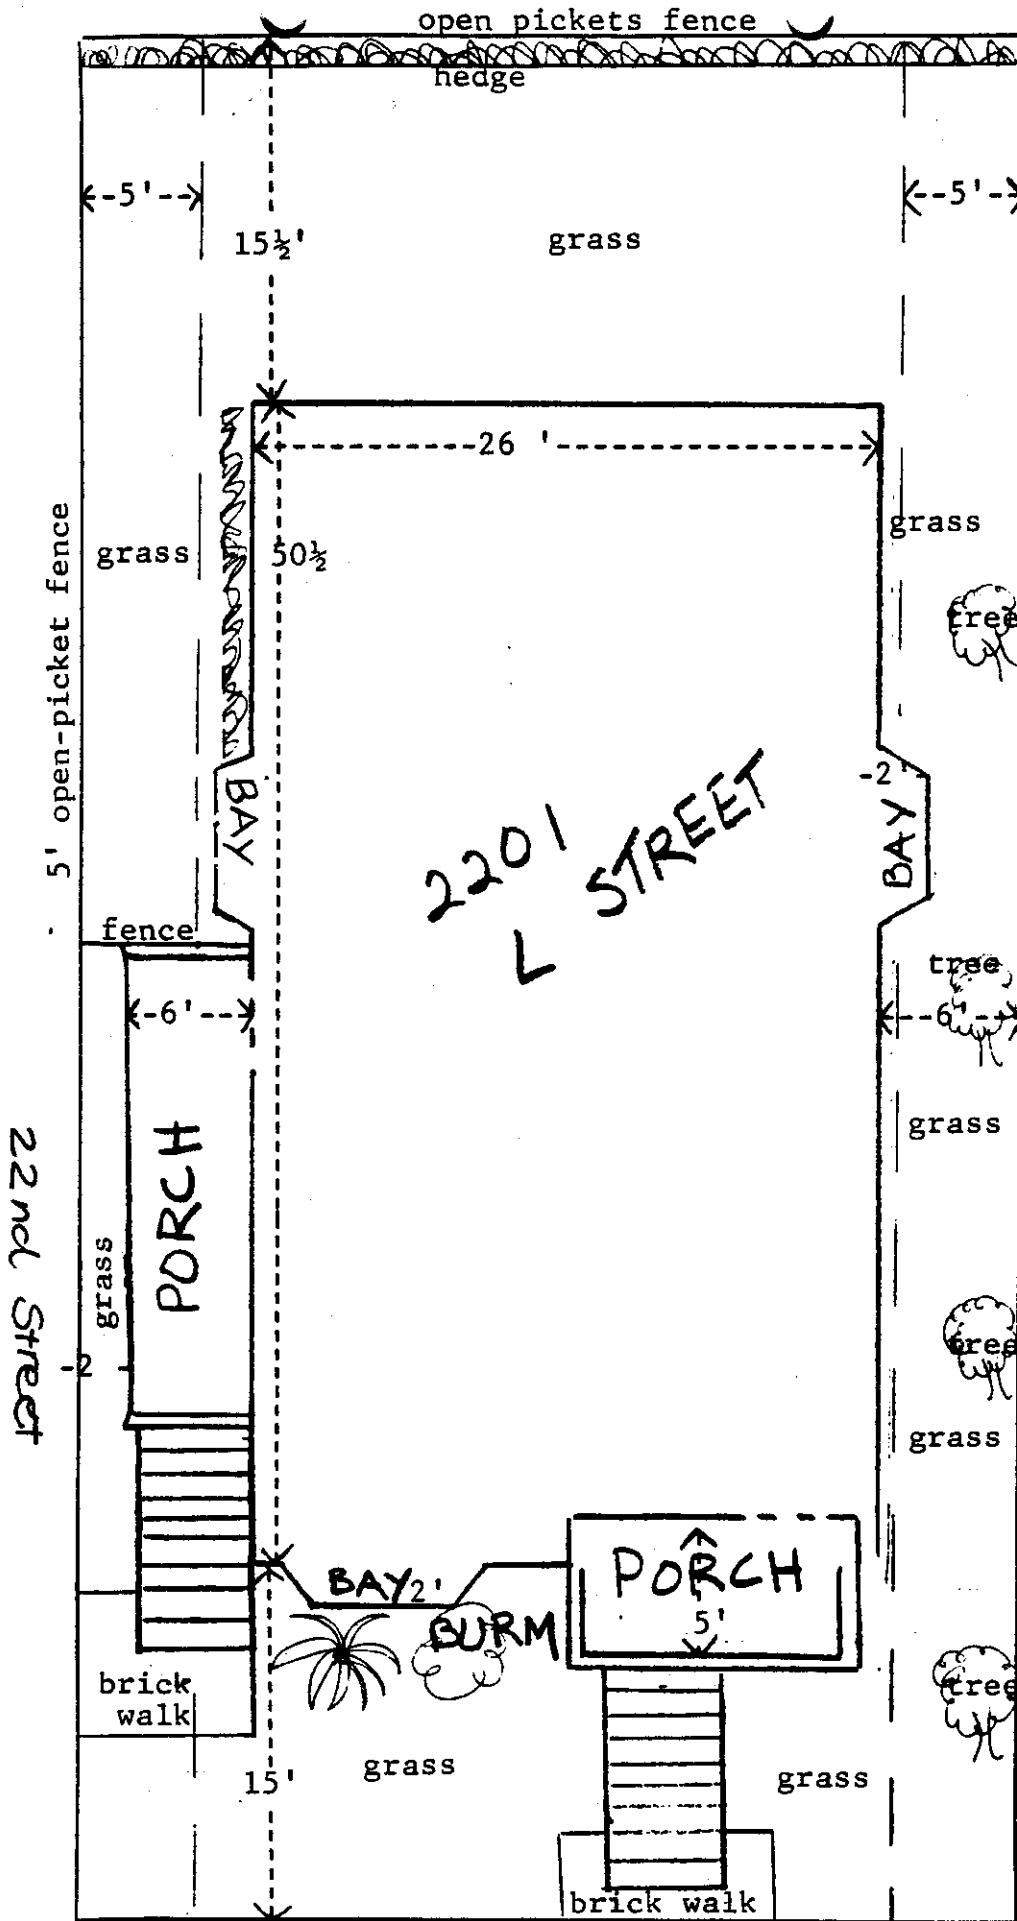 open pickets fence
hedge
-5'--
--5'-
15½'
grass
26 '
50½
grass
grass
5' open-picket fence
tree
BAY
-2'
BAY
2201
L STREET
fence
tree
-6'--
--6'--
grass
PORCH
22nd Street
grass
tree
-2 -
grass
PORCH
5'
BAY 2'
BURM
brick
walk
tree
15'
grass
grass
brick walk